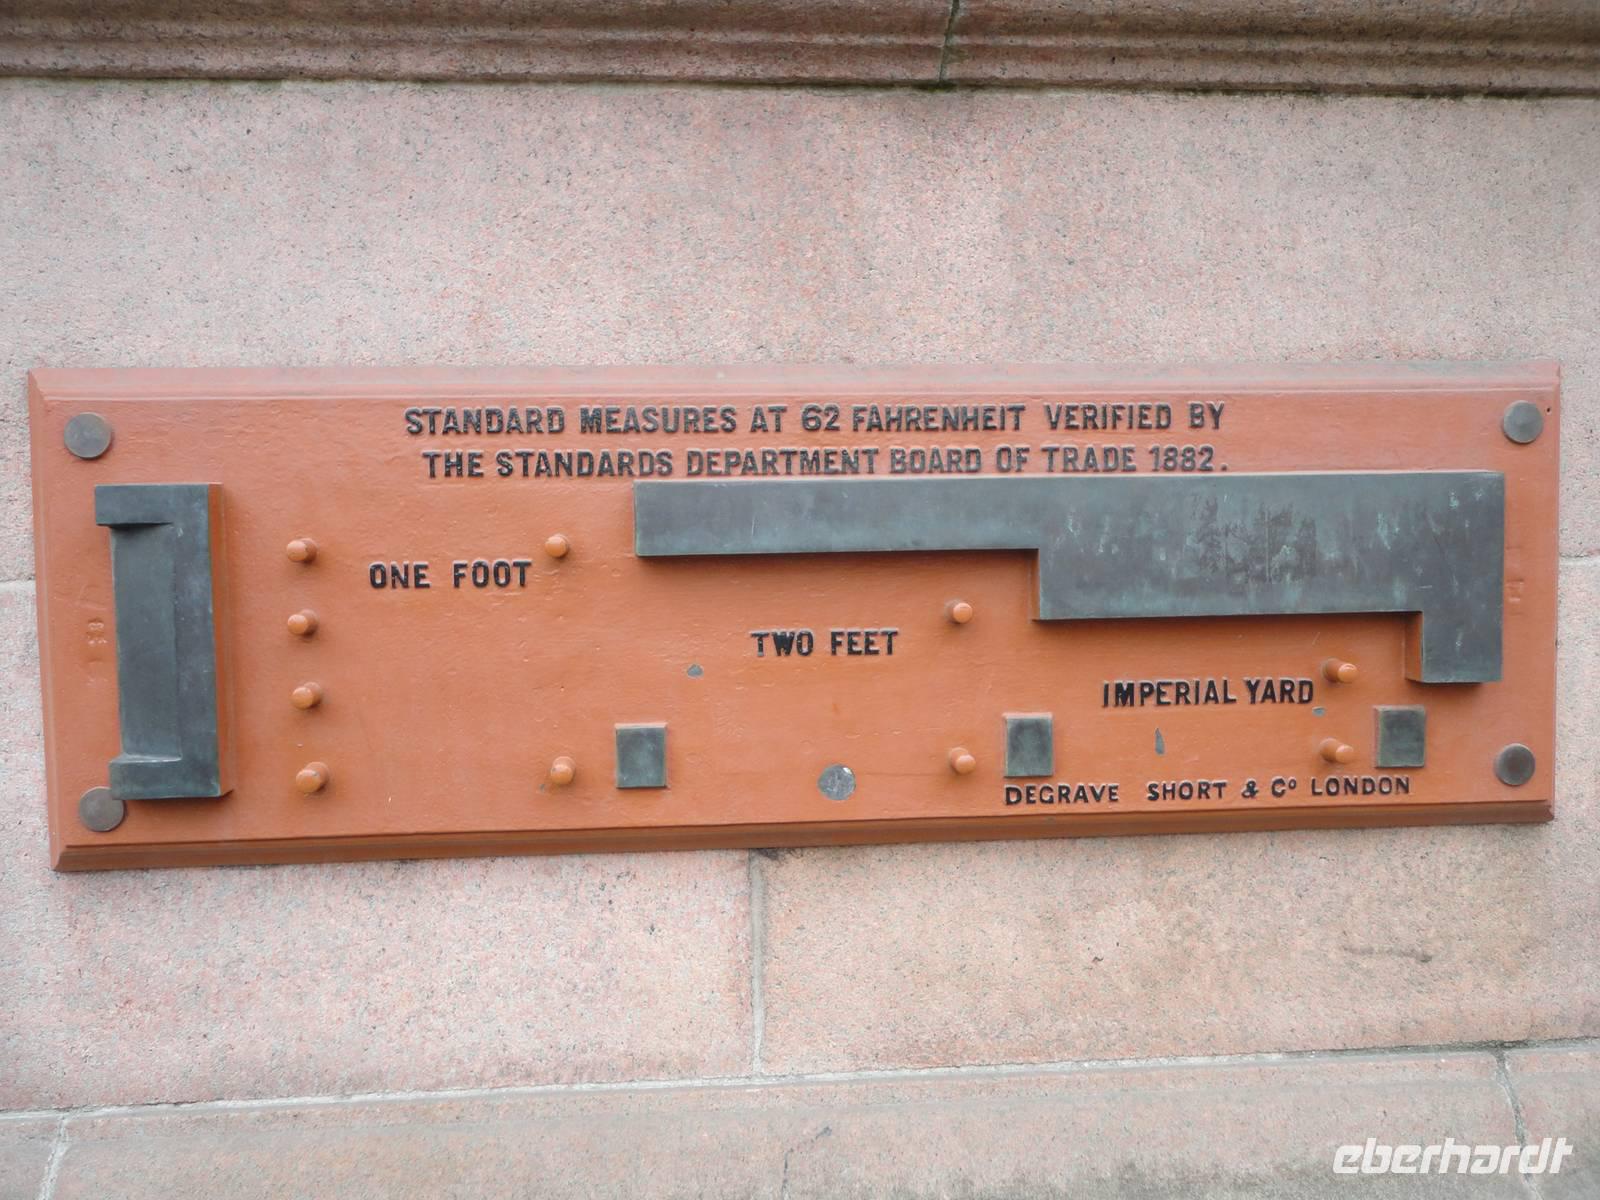 STANDARD MEASURES AT 62 FAHRENHEIT VERIFIED BY
THE STANDARDS DEPARTMENT BOARD OF TRADE 1882.
ONE FOOT
TWO FEET
IMPERIAL YARD
DEGRAVE SHORT & Cº LONDON
eberhardt